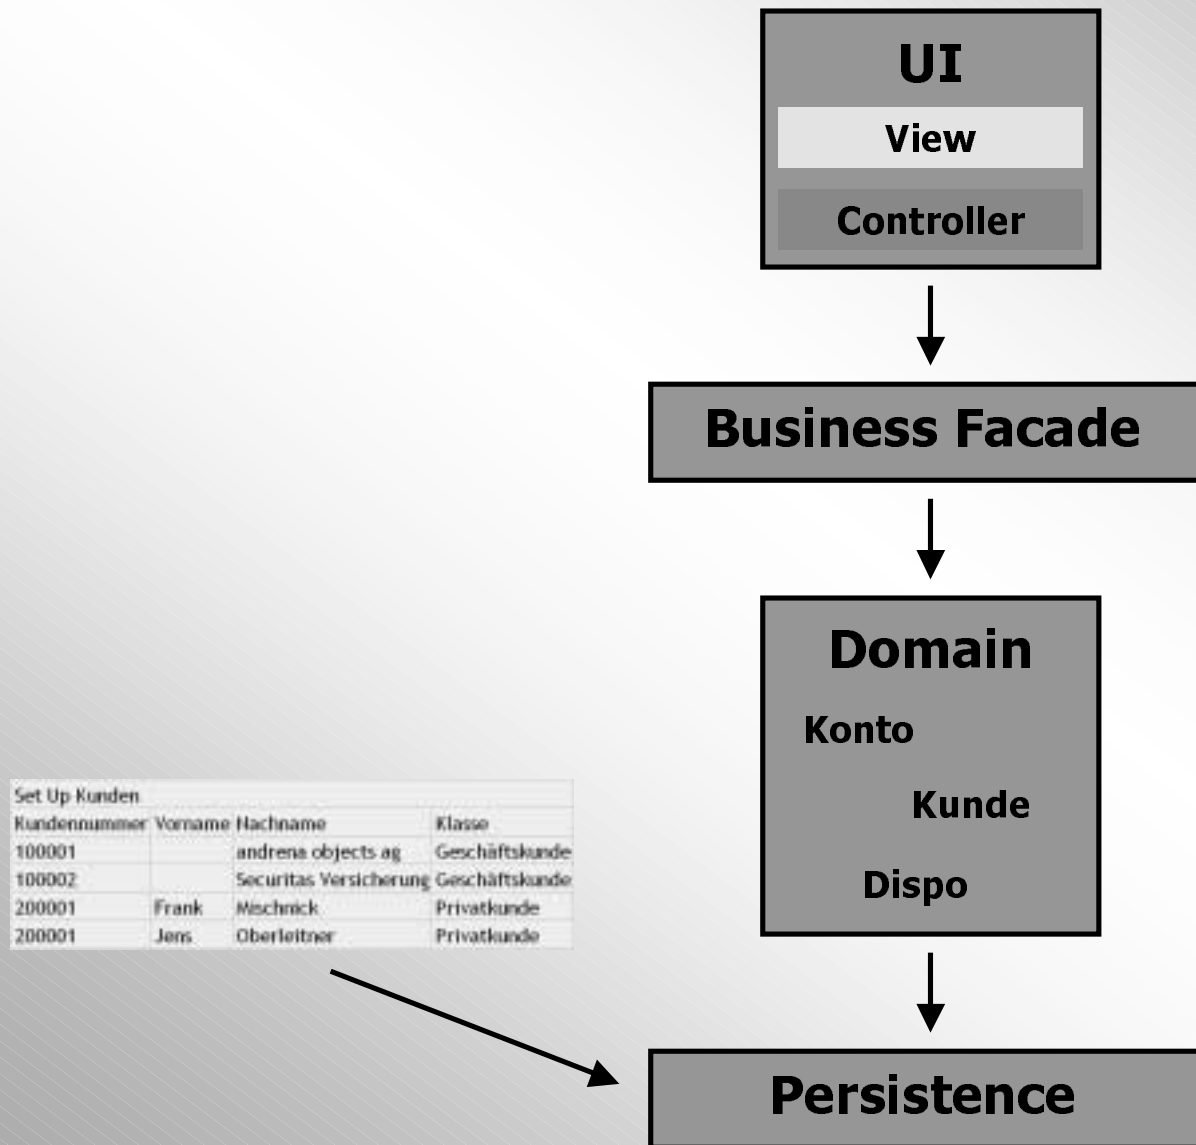 UI
View
Controller
Business Facade
Domain
Konto
Kunde
Dispo
Set Up Kunden
Kundennummer Vorname Nachname Klasse
100001 andrena objects ag Geschäftskunde
100002 Securitas Versicherung Geschäftskunde
200001 Frank Mischnick Privatkunde
200001 Jens Oberleitner Privatkunde
Persistence